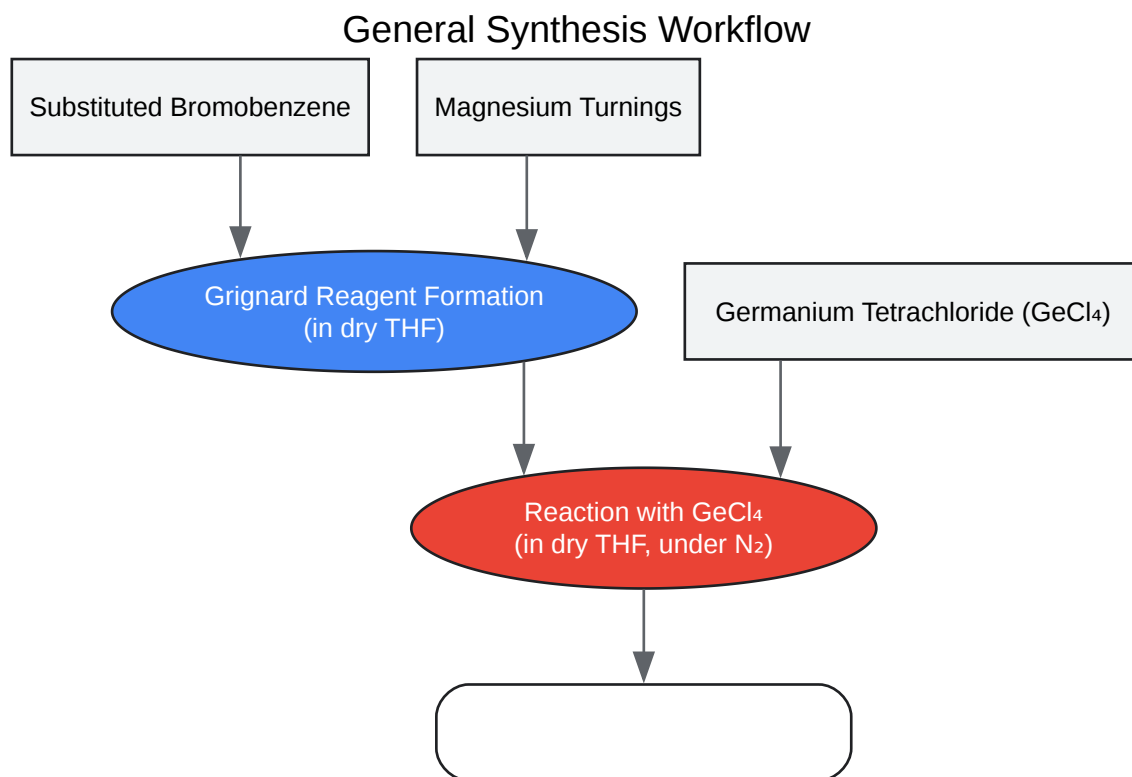 General Synthesis Workflow
Substituted Bromobenzene
Magnesium Turnings
Grignard Reagent Formation
(in dry THF)
Germanium Tetrachloride (GeCl₄)
Reaction with GeCl₄
(in dry THF, under N₂)